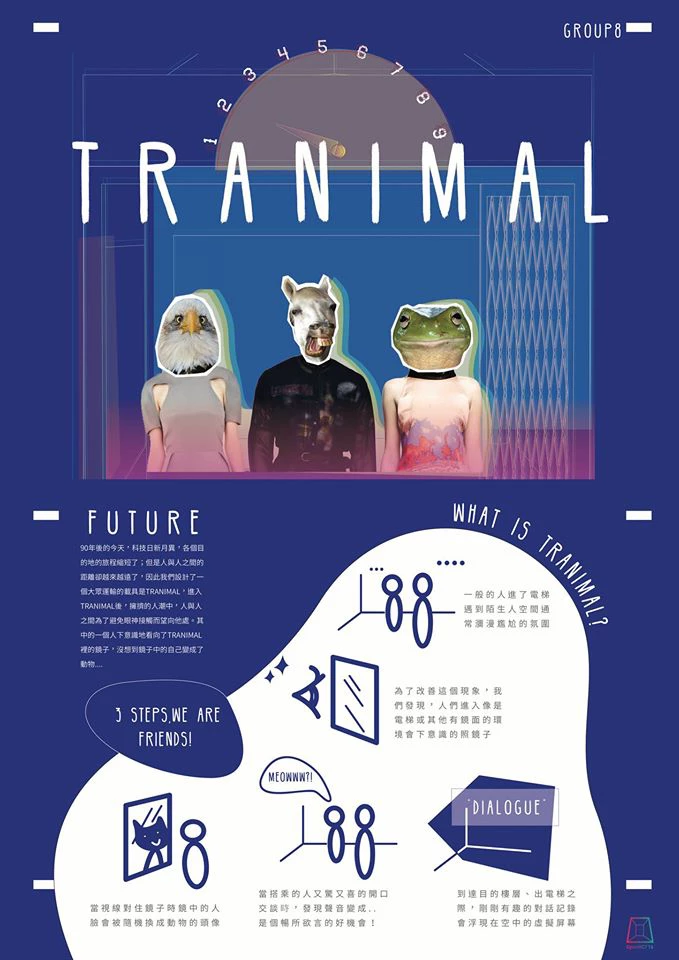 GROUP8
1 2 3 4 5 6 7 8 9
TRANIMAL
FUTURE
90年後的今天，科技日新月異，各個目
的地的旅程縮短了；但是人與人之間的
距離卻越來越遠了，因此我們設計了一
個大眾運輸的載具是TRANIMAL，進入
TRANIMAL後，擁擠的人潮中，人與人
之間為了避免眼神接觸而望向他處。其
中的一個人下意識地看向了TRANIMAL
裡的鏡子，沒想到鏡子中的自己變成了
動物....
WHAT IS TRANIMAL?
一般的人進了電梯
遇到陌生人空間通
常瀰漫尷尬的氛圍
為了改善這個現象，我
們發現，人們進入像是
電梯或其他有鏡面的環
境會下意識的照鏡子
3 STEPS,WE ARE
FRIENDS!
MEOWWW?!
"DIALOGUE"
當視線對住鏡子時鏡中的人
臉會被隨機換成動物的頭像
當搭乘的人又驚又喜的開口
交談時，發現聲音變成..
是個暢所欲言的好機會！
到達目的樓層、出電梯之
際，剛剛有趣的對話記錄
會浮現在空中的虛擬屏幕